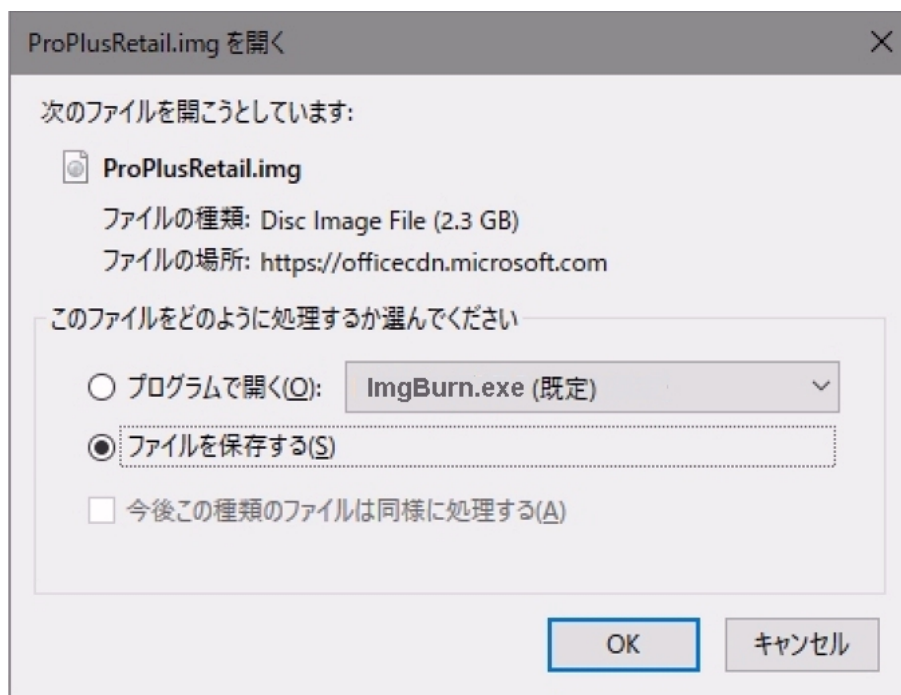 ProPlusRetail.img を開く
次のファイルを開こうとしています:
ProPlusRetail.img
ファイルの種類: Disc Image File (2.3 GB)
ファイルの場所: https://officecdn.microsoft.com
このファイルをどのように処理するか選んでください
プログラムで開く(O): ImgBurn.exe (既定)
ファイルを保存する(S)
今後この種類のファイルは同様に処理する(A)
OK キャンセル